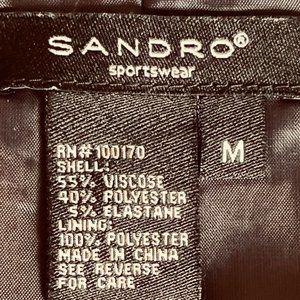 SANDRO®
sportswear
RN#100170
SHELL:
55% VISCOSE
40% POLYESTER
5% ELASTANE
LINING:
100% POLYESTER
MADE IN CHINA
SEE REVERSE
FOR CARE
M